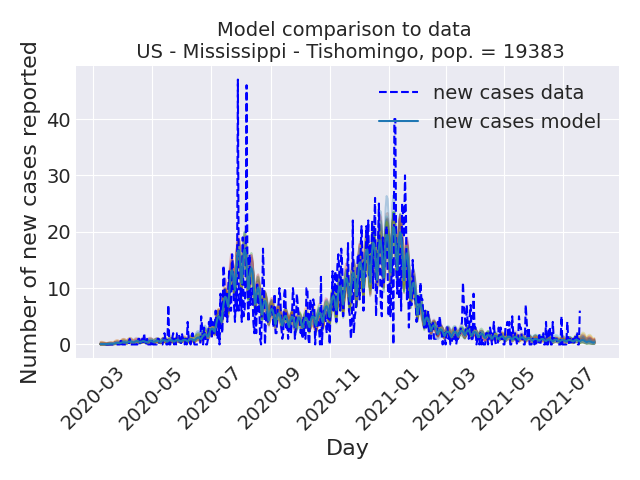 Model comparison to data
US - Mississippi - Tishomingo, pop. = 19383
Number of new cases reported
new cases data
new cases model
40
30
20
10
0
2020-03
2020-05
2020-07
2020-09
2020-11
2021-01
2021-03
2021-05
2021-07
Day